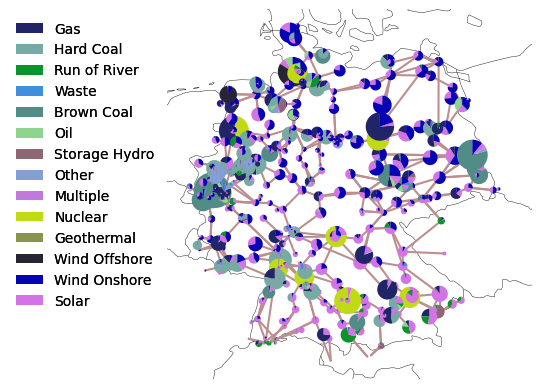 Gas
Hard Coal
Run of River
Waste
Brown Coal
Oil
Storage Hydro
Other
Multiple
Nuclear
Geothermal
Wind Offshore
Wind Onshore
Solar